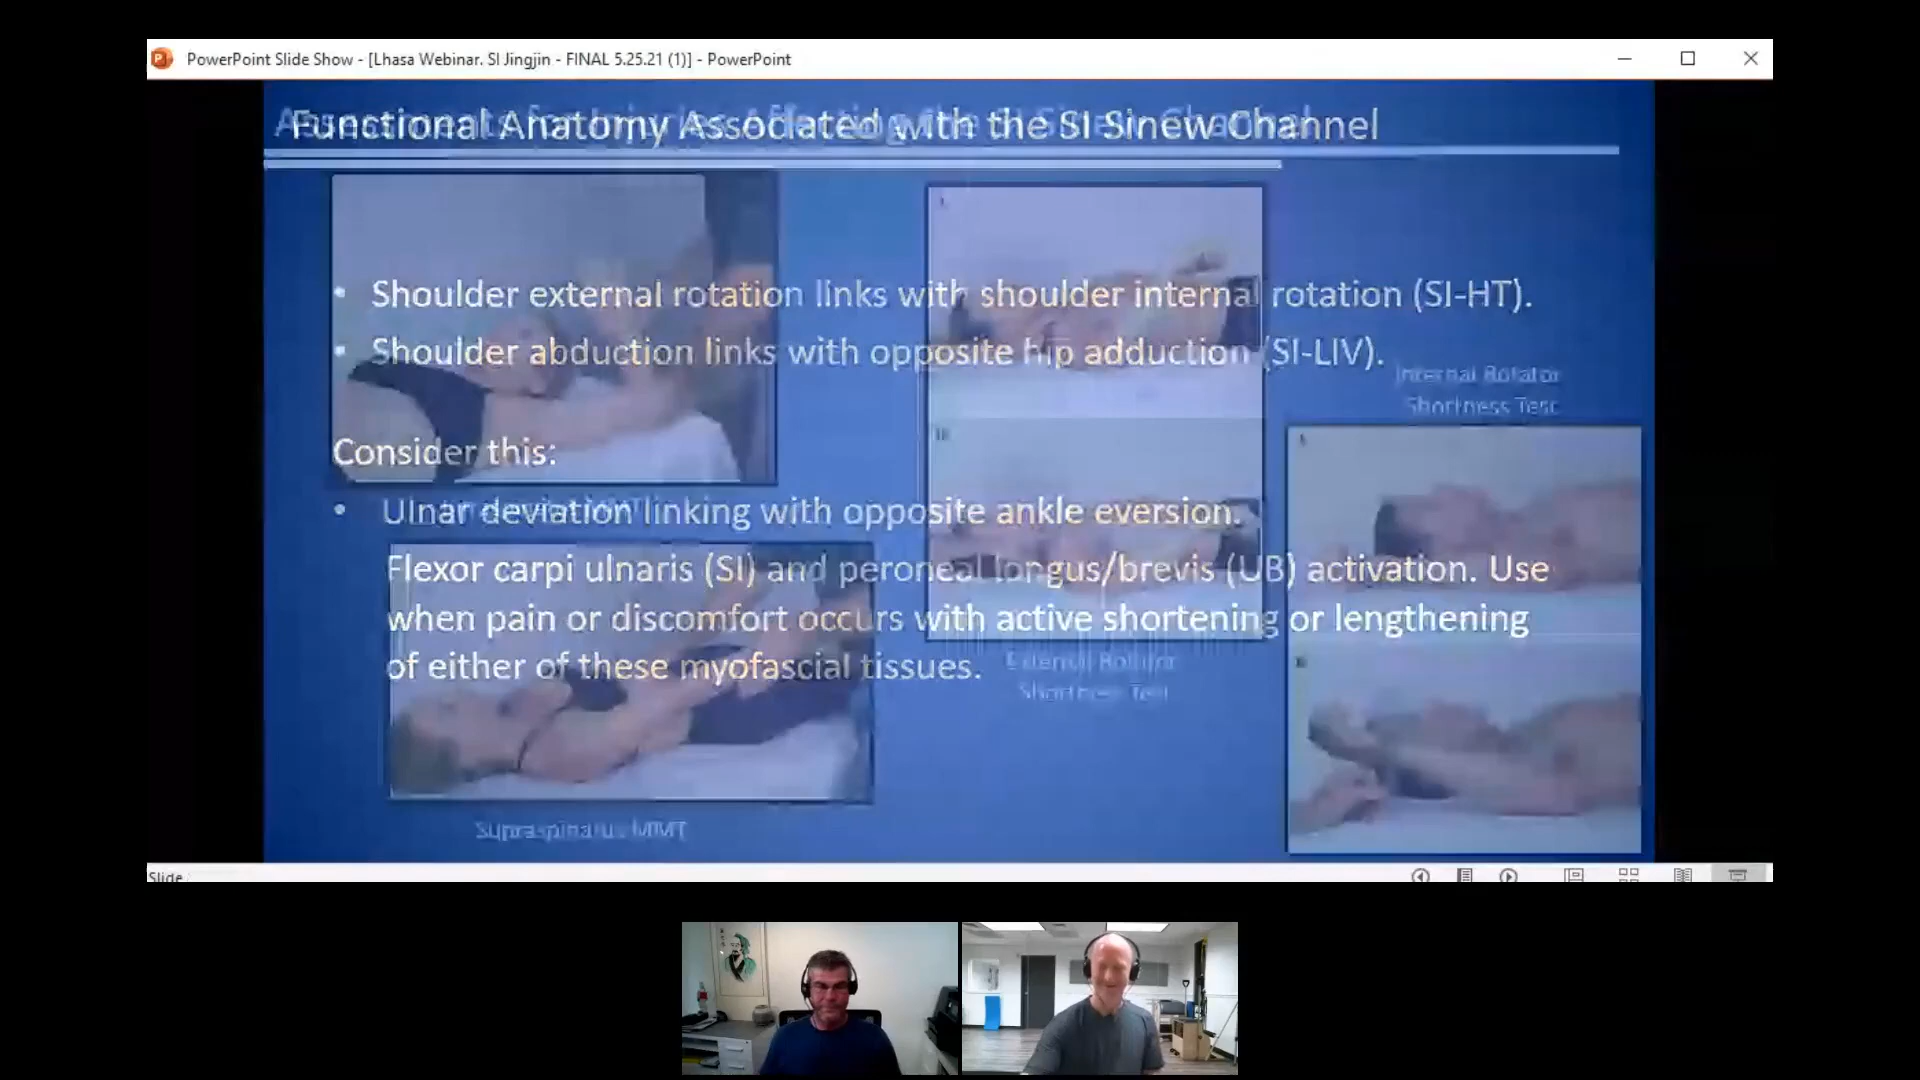 PowerPoint Slide Show - [Lhasa Webinar. SI Jingjin - FINAL 5.25.21 (1)] - PowerPoint
Functional Anatomy Associated with the SI Sinew Channel
• Shoulder external rotation links with shoulder internal rotation (SI-HT).
• Shoulder abduction links with opposite hip adduction (SI-LIV).
Internal Rotator
Shortness Test
Consider this:
• Ulnar deviation linking with opposite ankle eversion.
Flexor carpi ulnaris (SI) and peroneal longus/brevis (UB) activation. Use
when pain or discomfort occurs with active shortening or lengthening
of either of these myofascial tissues.
External Rotator
Shortness Test
Supraspinatus MMT
Slide